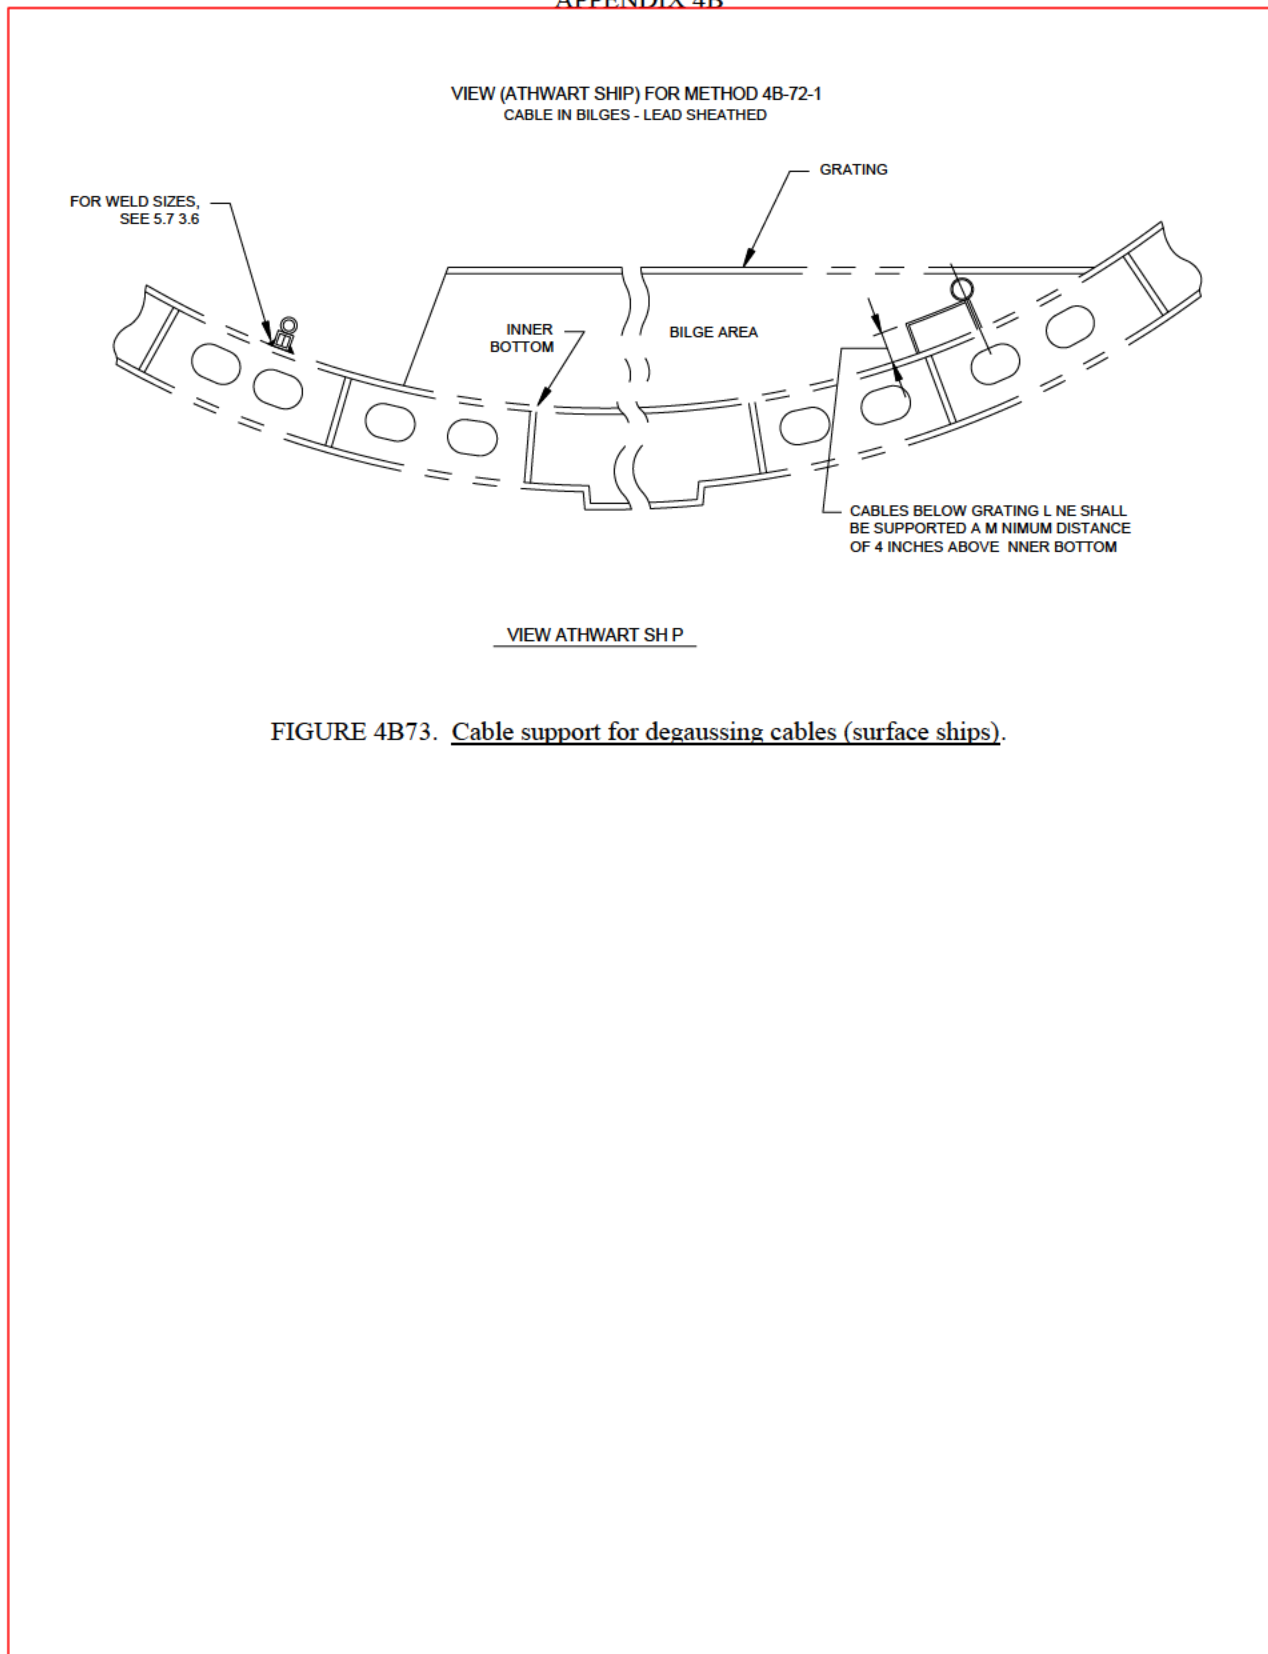 APPENDIX 4B
VIEW (ATHWART SHIP) FOR METHOD 4B-72-1
CABLE IN BILGES - LEAD SHEATHED
GRATING
FOR WELD SIZES,
SEE 5.7 3.6
INNER
BOTTOM
BILGE AREA
CABLES BELOW GRATING L NE SHALL
BE SUPPORTED A M NIMUM DISTANCE
OF 4 INCHES ABOVE NNER BOTTOM
VIEW ATHWART SH P
FIGURE 4B73. Cable support for degaussing cables (surface ships).